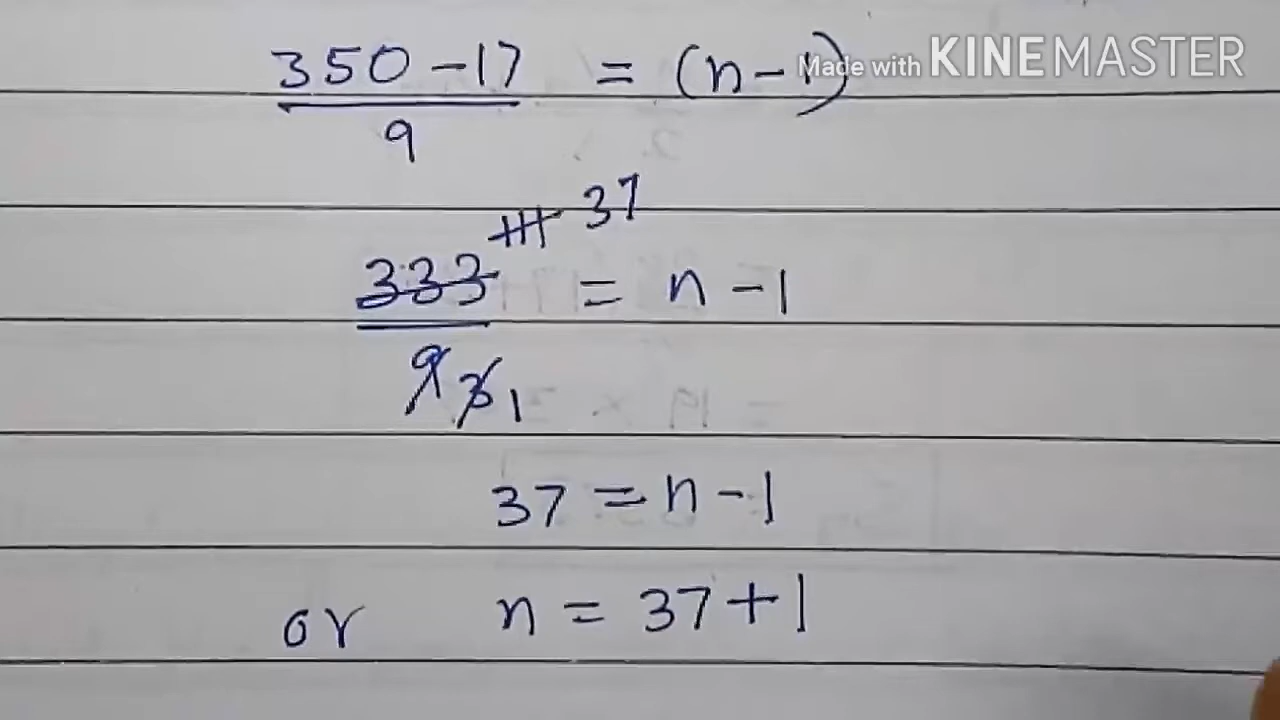 350 - 17 = (n - 1)
9
Made with KINEMASTER
111 37
333 = n - 1
9 3 1
37 = n - 1
or n = 37 + 1